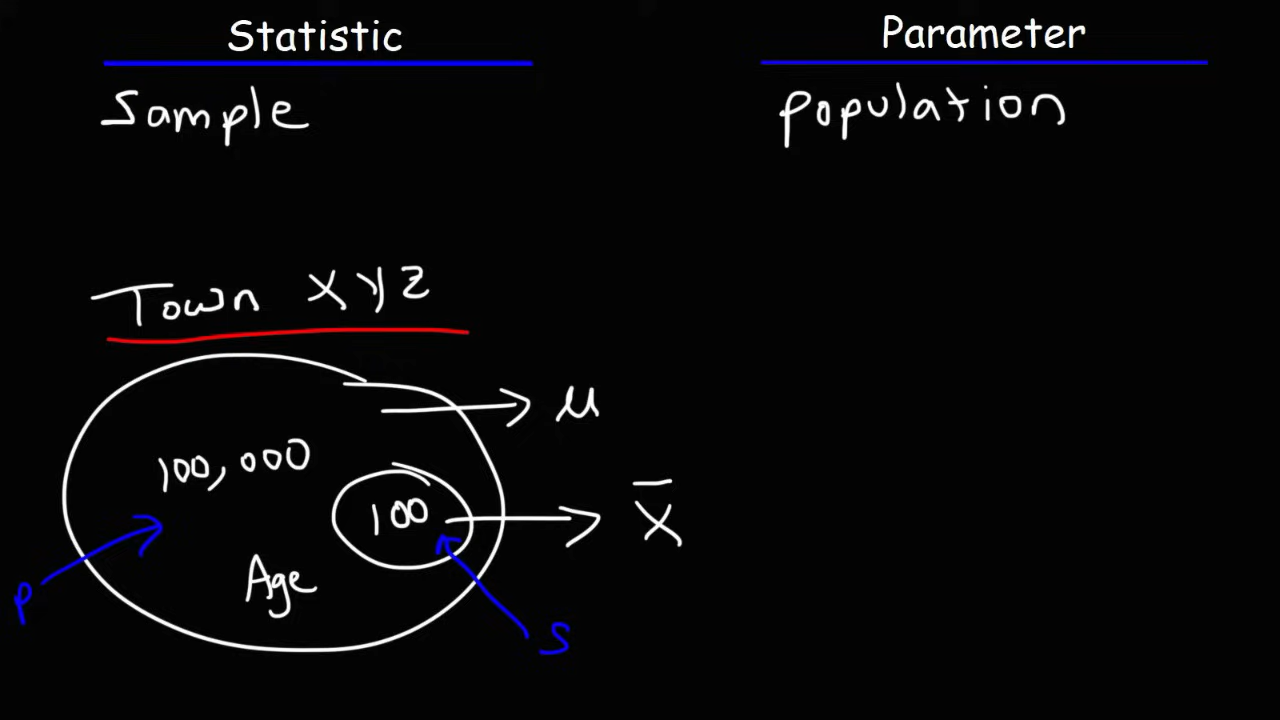 Statistic
Parameter
Sample
population
Town XYZ
μ
100,000
100
x̄
Age
P
S